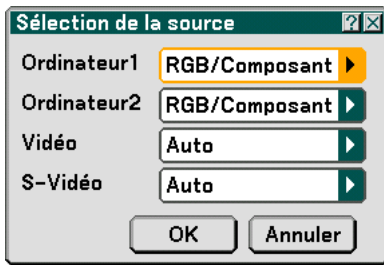 Sélection de la source
Ordinateur1 RGB/Composant
Ordinateur2 RGB/Composant
Vidéo Auto
S-Vidéo Auto
OK Annuler